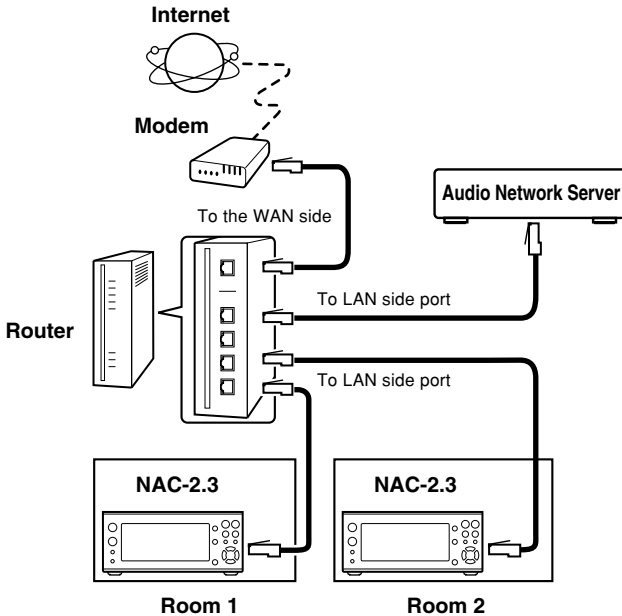 Internet
Modem
To the WAN side
Audio Network Server
Router
To LAN side port
To LAN side port
NAC-2.3
NAC-2.3
Room 1
Room 2